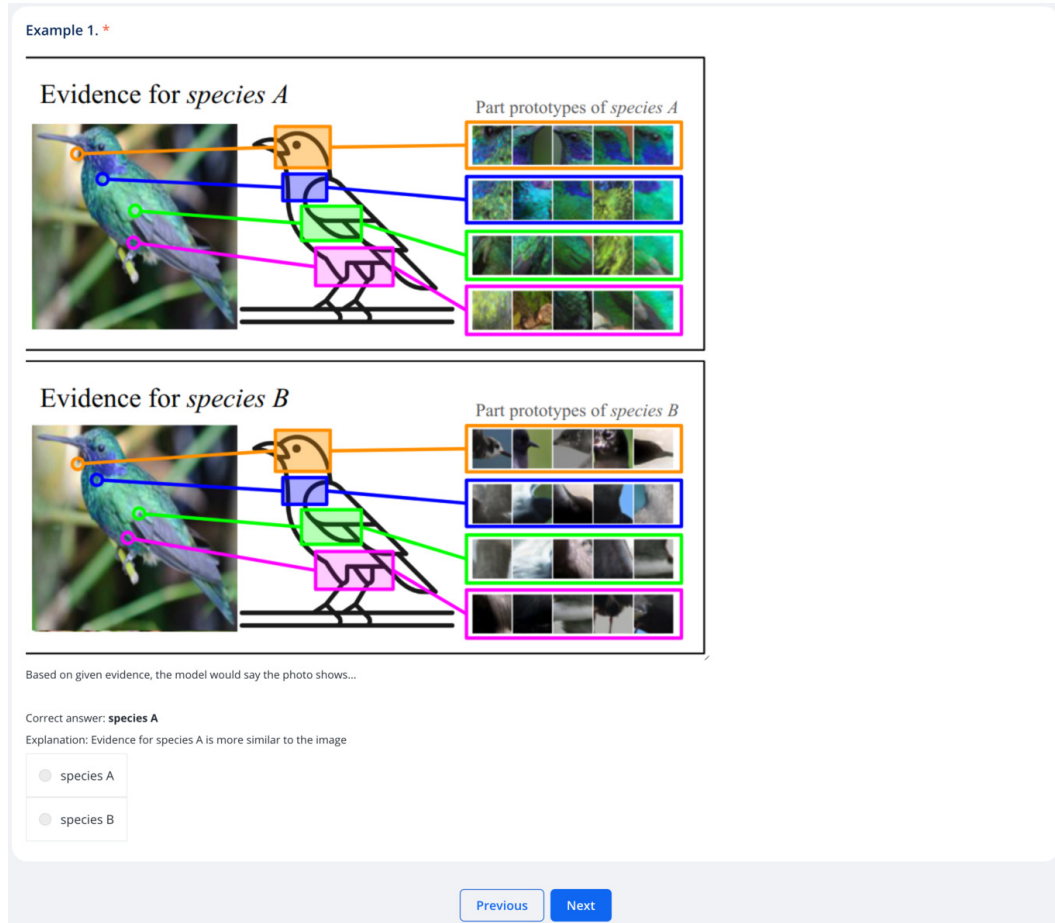 Example 1. *
Evidence for species A
Part prototypes of species A
Evidence for species B
Part prototypes of species B
Based on given evidence, the model would say the photo shows...
Correct answer: species A
Explanation: Evidence for species A is more similar to the image
species A
species B
Previous
Next